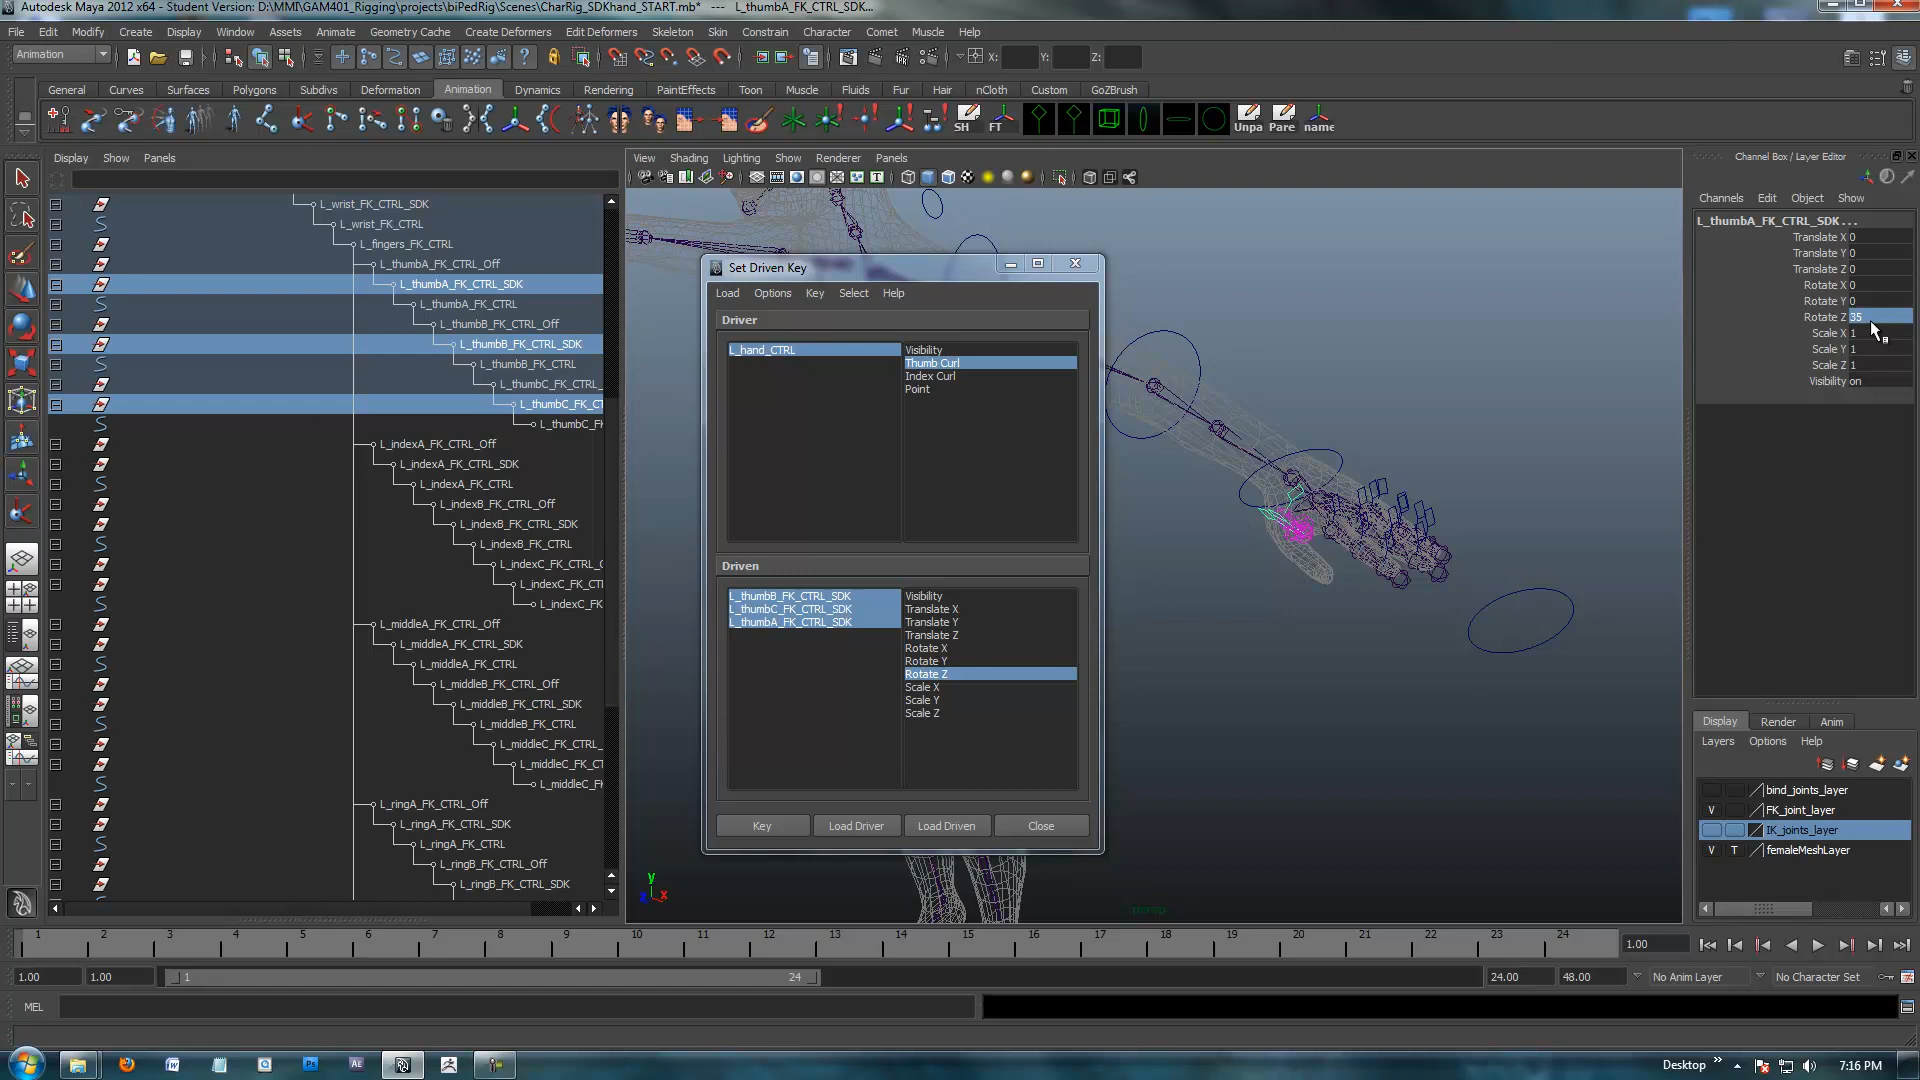 Autodesk Maya 2012 x64 - Student Version: D:\MMI\GAM401_Rigging\projects\biPedRig\Scenes\CharRig_SDKhand_START.mb* --- L_thumbA_FK_CTRL_SDK...
File Edit Modify Create Display Window Assets Animate Geometry Cache Create Deformers Edit Deformers Skeleton Skin Constrain Character Comet Muscle Help
Animation X: Y: Z:
General Curves Surfaces Polygons Subdivs Deformation Animation Dynamics Rendering PaintEffects Toon Muscle Fluids Fur Hair nCloth Custom GoZBrush
SH FT Unpa Pare name
Display Show Panels
L_wrist_FK_CTRL_SDK
L_wrist_FK_CTRL
L_fingers_FK_CTRL
L_thumbA_FK_CTRL_Off
L_thumbA_FK_CTRL_SDK
L_thumbA_FK_CTRL
L_thumbB_FK_CTRL_Off
L_thumbB_FK_CTRL_SDK
L_thumbB_FK_CTRL
L_thumbC_FK_CTRL_
L_thumbC_FK_CT
L_thumbC_F
L_indexA_FK_CTRL_Off
L_indexA_FK_CTRL_SDK
L_indexA_FK_CTRL
L_indexB_FK_CTRL_Off
L_indexB_FK_CTRL_SDK
L_indexB_FK_CTRL
L_indexC_FK_CTRL_
L_indexC_FK_CT
L_indexC_FK
L_middleA_FK_CTRL_Off
L_middleA_FK_CTRL_SDK
L_middleA_FK_CTRL
L_middleB_FK_CTRL_Off
L_middleB_FK_CTRL_SDK
L_middleB_FK_CTRL
L_middleC_FK_CTRL_
L_middleC_FK_C
L_middleC_F
L_ringA_FK_CTRL_Off
L_ringA_FK_CTRL_SDK
L_ringA_FK_CTRL
L_ringB_FK_CTRL_Off
L_ringB_FK_CTRL_SDK
View Shading Lighting Show Renderer Panels
Set Driven Key
Load Options Key Select Help
Driver
L_hand_CTRL
Visibility
Thumb Curl
Index Curl
Point
Driven
L_thumbB_FK_CTRL_SDK
L_thumbC_FK_CTRL_SDK
L_thumbA_FK_CTRL_SDK
Visibility
Translate X
Translate Y
Translate Z
Rotate X
Rotate Y
Rotate Z
Scale X
Scale Y
Scale Z
Key Load Driver Load Driven Close
y
z x
persp
Channel Box / Layer Editor
Channels Edit Object Show
L_thumbA_FK_CTRL_SDK . . .
Translate X 0
Translate Y 0
Translate Z 0
Rotate X 0
Rotate Y 0
Rotate Z 35
Scale X 1
Scale Y 1
Scale Z 1
Visibility on
Display Render Anim
Layers Options Help
bind_joints_layer
V FK_joint_layer
IK_joints_layer
V T femaleMeshLayer
1 2 3 4 5 6 7 8 9 10 11 12 13 14 15 16 17 18 19 20 21 22 23 24 1.00
1.00 1.00 1 24 24.00 48.00 No Anim Layer No Character Set
MEL
Desktop 7:16 PM